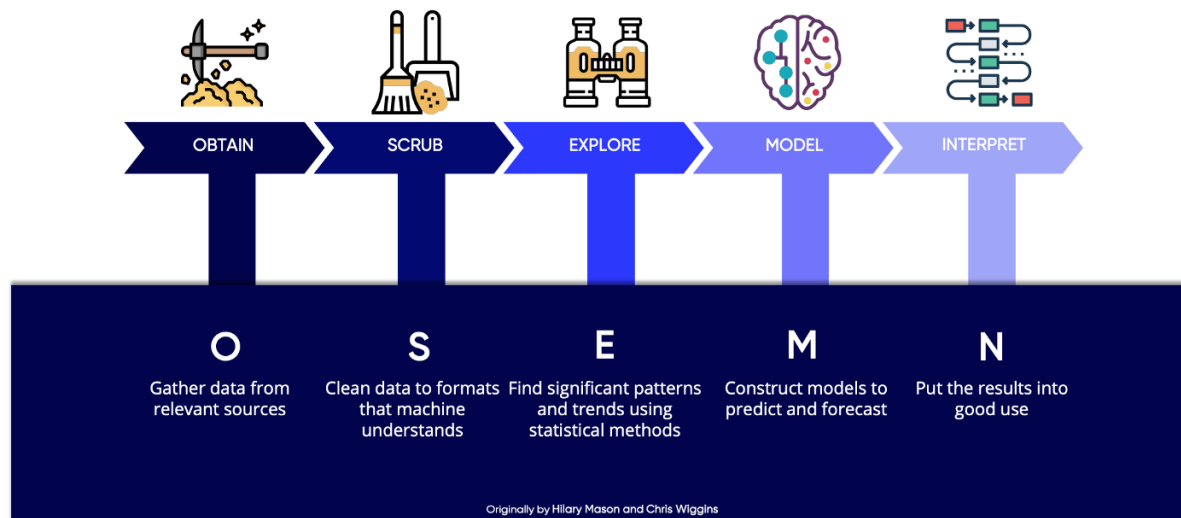 OBTAIN
SCRUB
EXPLORE
MODEL
INTERPRET
O
S
E
M
N
Gather data from
relevant sources
Clean data to formats
that machine
understands
Find significant patterns
and trends using
statistical methods
Construct models to
predict and forecast
Put the results into
good use
Originally by Hilary Mason and Chris Wiggins